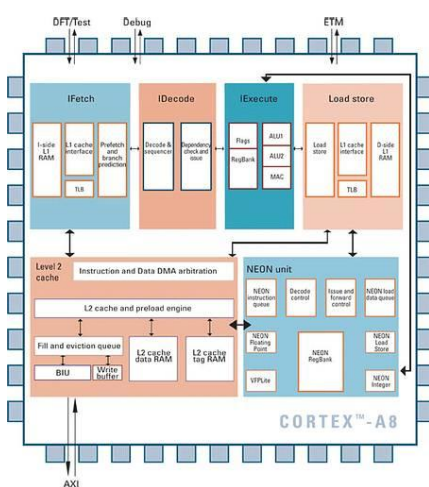 DFT/Test
Debug
ETM
IFetch
I-side
L1
RAM
L1 cache
interface
TLB
Prefetch
and
branch
prediction
IDecode
Decode &
sequencer
Dependency
check and
issue
IExecute
Flags
RegBank
ALU1
ALU2
MAC
Load store
Load
store
L1 cache
interface
TLB
D-side
L1
RAM
Level 2
cache
Instruction and Data DMA arbitration
L2 cache and preload engine
Fill and eviction queue
BIU
Write
buffer
L2 cache
data RAM
L2 cache
tag RAM
NEON unit
NEON
instruction
queue
Decode
control
Issue and
forward
control
NEON load
data queue
NEON
Floating
Point
VFPLite
NEON
RegBank
NEON
Load
Store
NEON
Integer
CORTEX™-A8
AXI